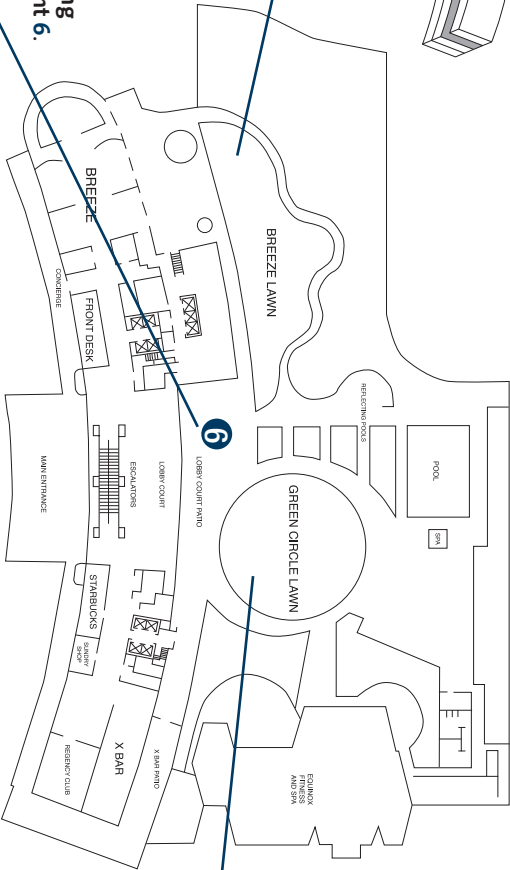 ng
nt 6.
BREEZE
BREEZE LAWN
CONCIERGE
FRONT DESK
REFLECTING POOLS
POOL
SPA
6
LOBBY COURT PATIO
LOBBY COURT
ESCALATORS
MAIN ENTRANCE
GREEN CIRCLE LAWN
STARBUCKS
SUNDRY
SHOP
X BAR
X BAR PATIO
REGENCY CLUB
EQUINOX
FITNESS
AND SPA